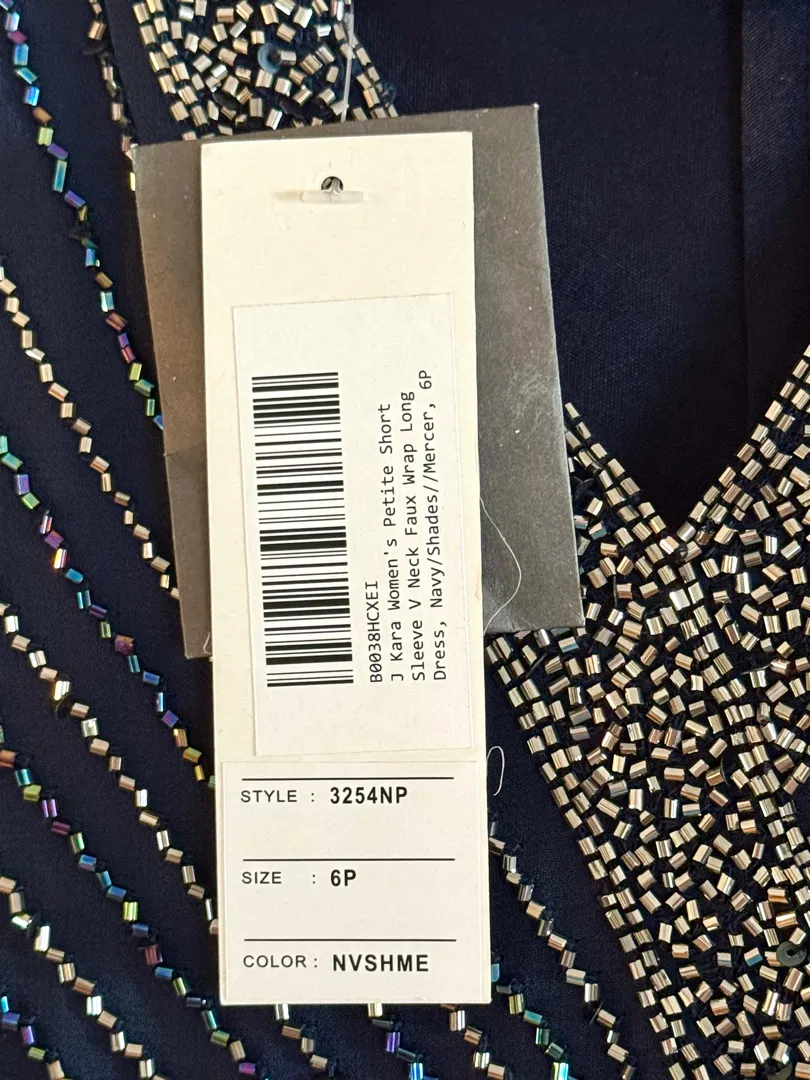 B0038HCXEI
J Kara Women's Petite Short
Sleeve V Neck Faux Wrap Long
Dress, Navy/Shades//Mercer, 6P
STYLE : 3254NP
SIZE : 6P
COLOR : NVSHME